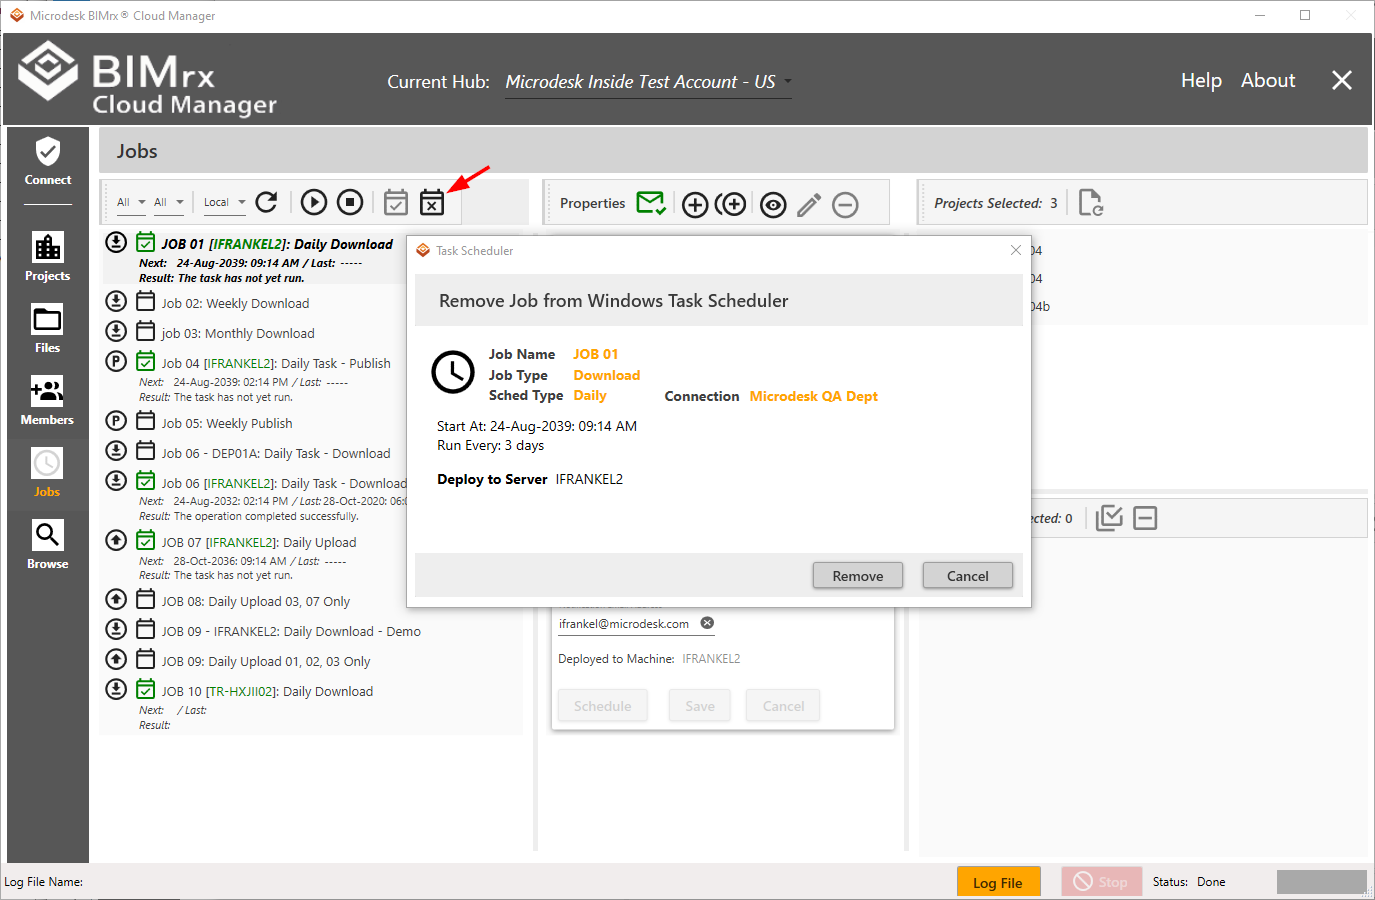 Microdesk BIMrx® Cloud Manager
BIMrx
Cloud Manager
Current Hub: Microdesk Inside Test Account - US
Help About
Connect
Projects
Files
Members
Jobs
Browse
Jobs
All All Local
Properties
Projects Selected: 3
JOB 01 [IFRANKEL2]: Daily Download
Next: 24-Aug-2039: 09:14 AM / Last: -----
Result: The task has not yet run.
Job 02: Weekly Download
job 03: Monthly Download
Job 04 [IFRANKEL2]: Daily Task - Publish
Next: 24-Aug-2039: 02:14 PM / Last: -----
Result: The task has not yet run.
Job 05: Weekly Publish
Job 06 - DEP01A: Daily Task - Download
Job 06 [IFRANKEL2]: Daily Task - Download
Next: 24-Aug-2032: 02:14 PM / Last: 28-Oct-2020: 06:0
Result: The operation completed successfully.
JOB 07 [IFRANKEL2]: Daily Upload
Next: 28-Oct-2036: 09:14 AM / Last: -----
Result: The task has not yet run.
JOB 08: Daily Upload 03, 07 Only
JOB 09 - IFRANKEL2: Daily Download - Demo
JOB 09: Daily Upload 01, 02, 03 Only
JOB 10 [TR-HXJII02]: Daily Download
Next: / Last:
Result:
Task Scheduler
Remove Job from Windows Task Scheduler
Job Name JOB 01
Job Type Download
Sched Type Daily
Connection Microdesk QA Dept
Start At: 24-Aug-2039: 09:14 AM
Run Every: 3 days
Deploy to Server IFRANKEL2
Remove Cancel
04
04
04b
ected: 0
ifrankel@microdesk.com
Deployed to Machine: IFRANKEL2
Schedule Save Cancel
Log File Name:
Log File
Stop
Status: Done